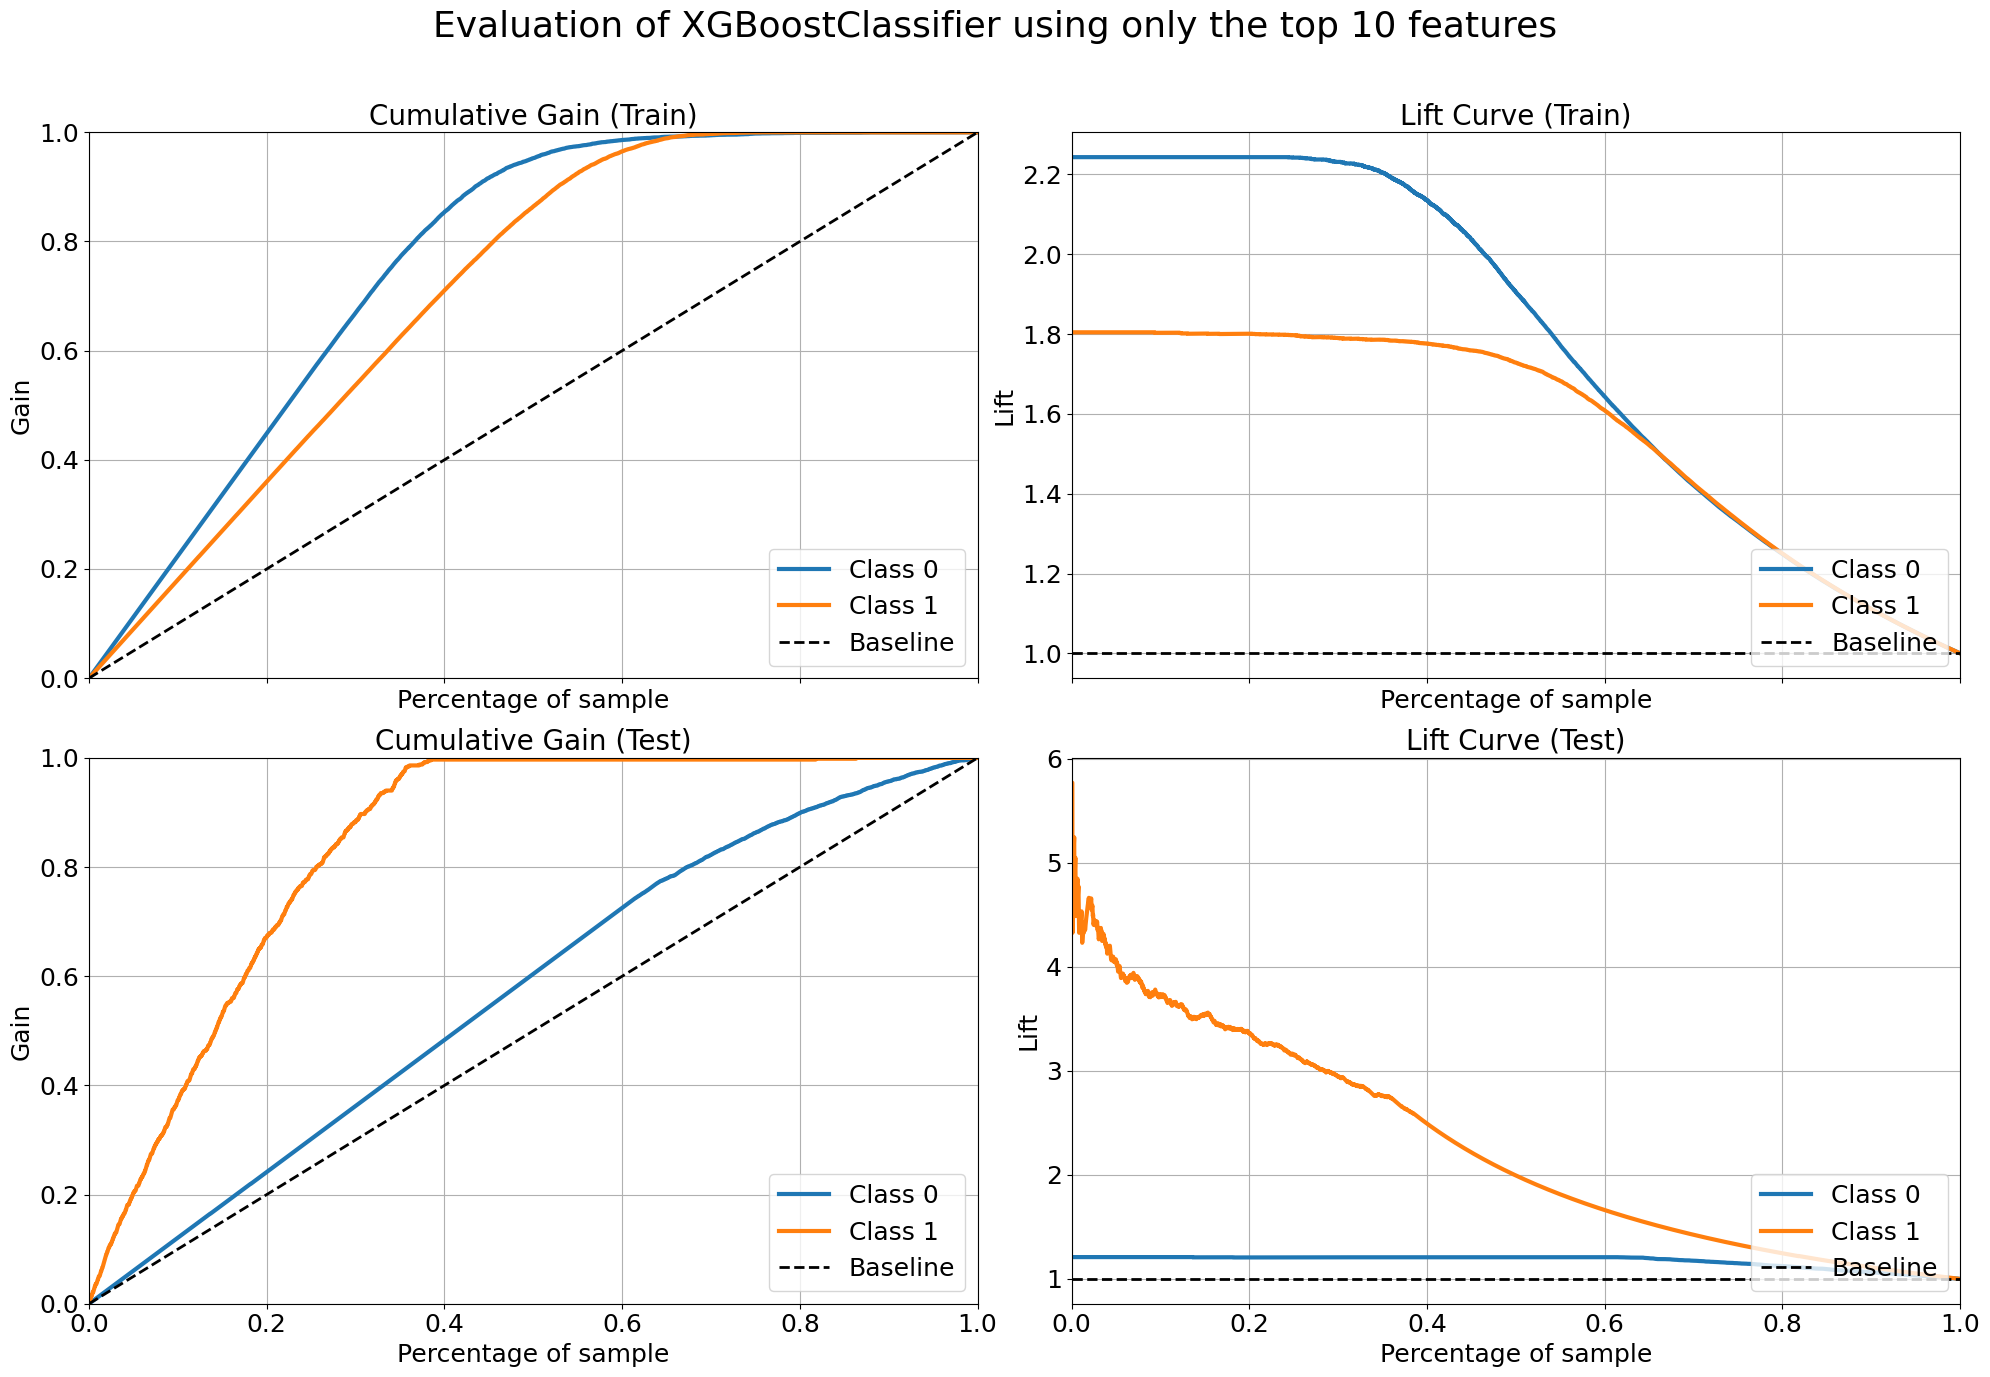 Evaluation of XGBoostClassifier using only the top 10 features
Cumulative Gain (Train)
1.0
0.8
0.6
0.4
0.2
0.0
Gain
Class 0
Class 1
Baseline
Percentage of sample
Lift Curve (Train)
2.2
2.0
1.8
1.6
1.4
1.2
1.0
Lift
Class 0
Class 1
Baseline
Percentage of sample
Cumulative Gain (Test)
1.0
0.8
0.6
0.4
0.2
0.0
Gain
Class 0
Class 1
Baseline
0.0 0.2 0.4 0.6 0.8 1.0
Percentage of sample
Lift Curve (Test)
6
5
4
3
2
1
Lift
Class 0
Class 1
Baseline
0.0 0.2 0.4 0.6 0.8 1.0
Percentage of sample